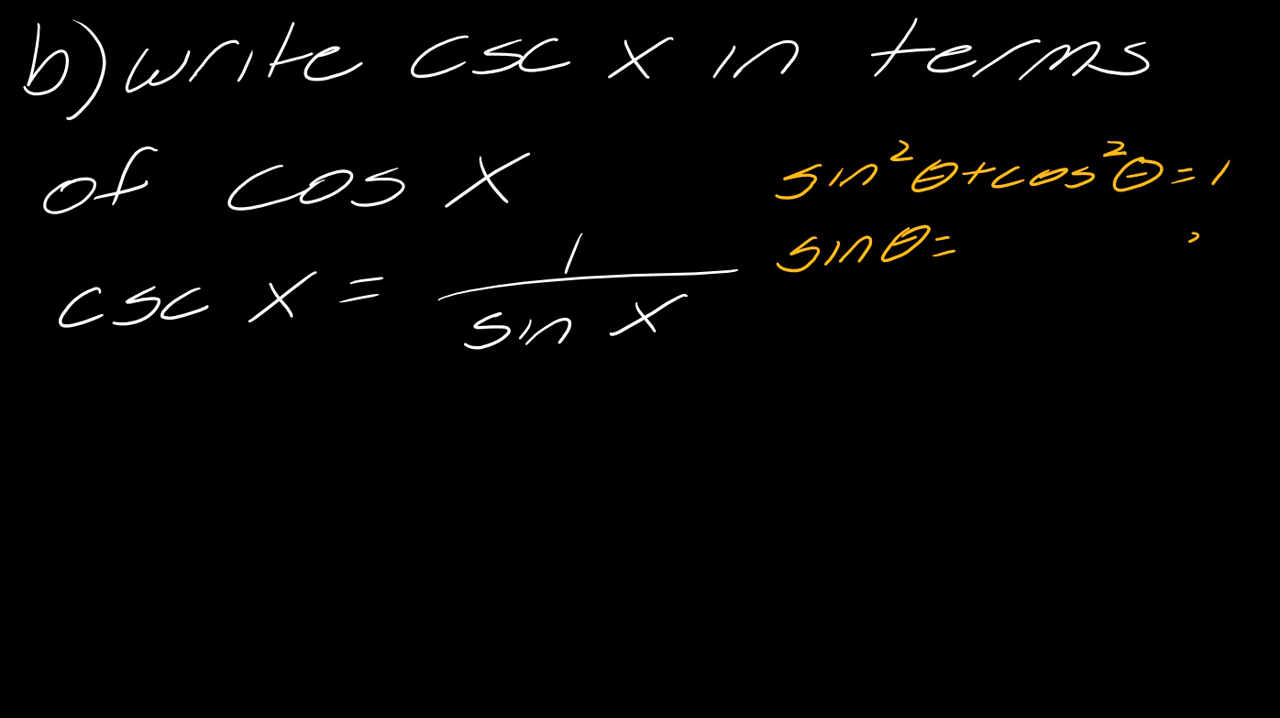 b) write csc x in terms
of cos x
sin²θ+cos²θ=1
sinθ=
csc x = 1/sin x